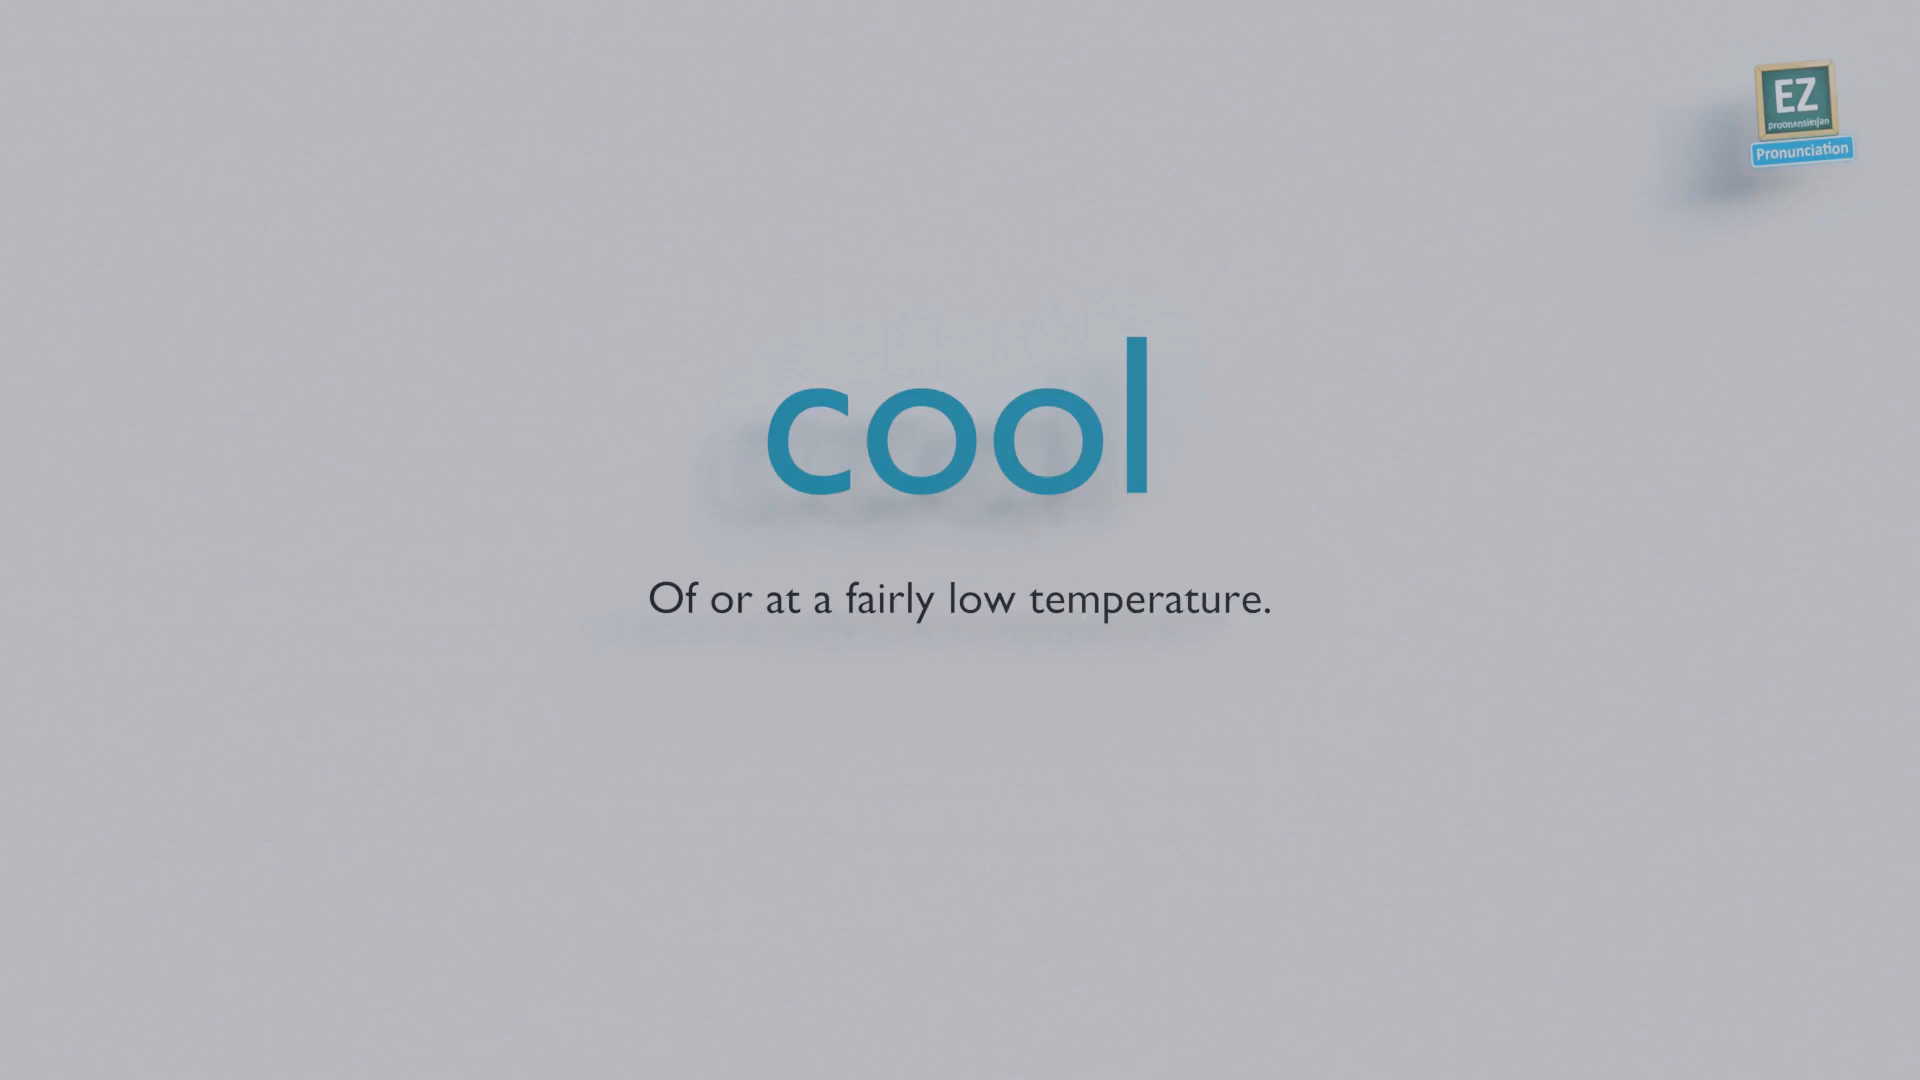 EZ
Pronunciation
cool
Of or at a fairly low temperature.